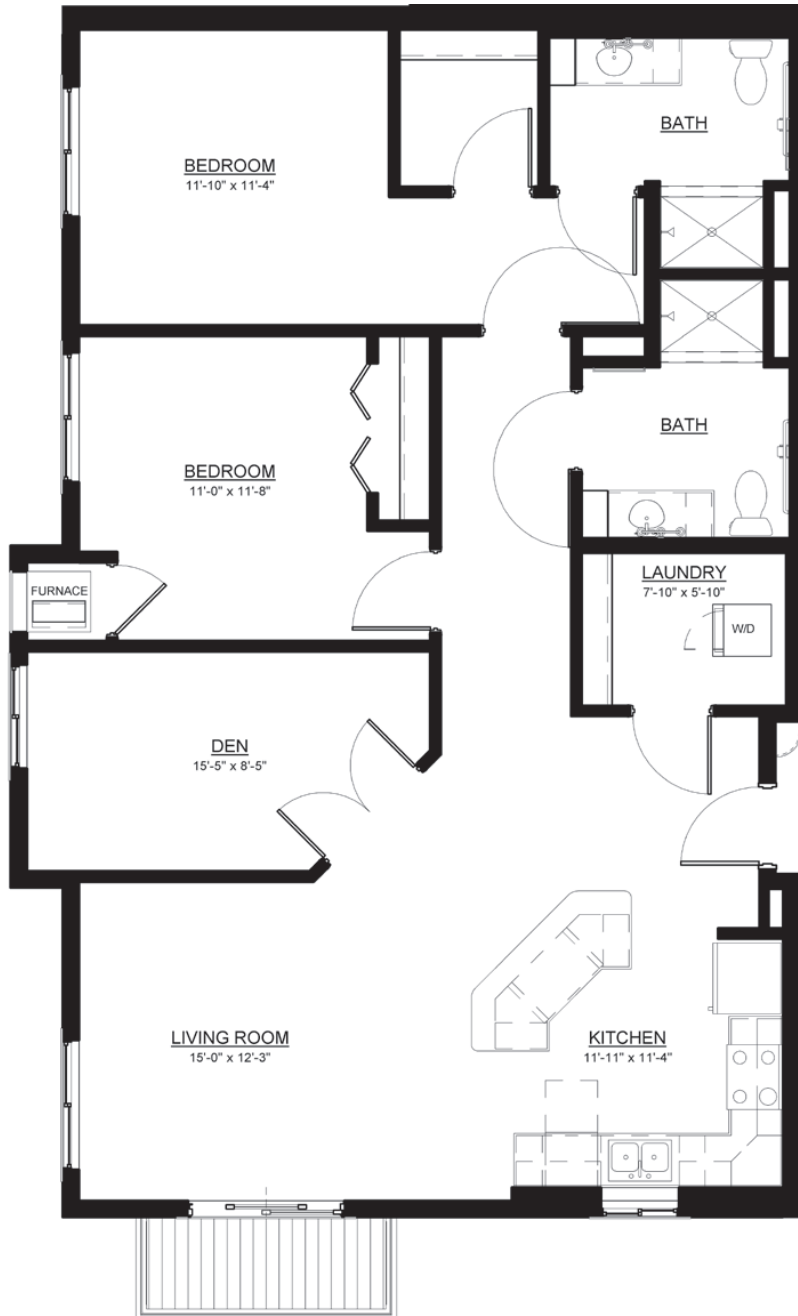 BATH
BEDROOM
11'-10" x 11'-4"
BATH
BEDROOM
11'-0" x 11'-8"
LAUNDRY
7'-10" x 5'-10"
FURNACE
W/D
DEN
15'-5" x 8'-5"
LIVING ROOM
15'-0" x 12'-3"
KITCHEN
11'-11" x 11'-4"